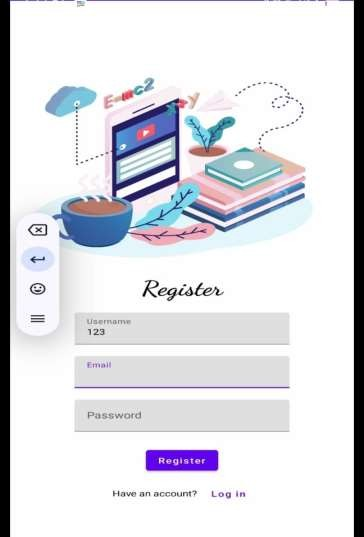 E=mc2
x+y
Register
Username
123
Email
Password
Register
Have an account? Log in